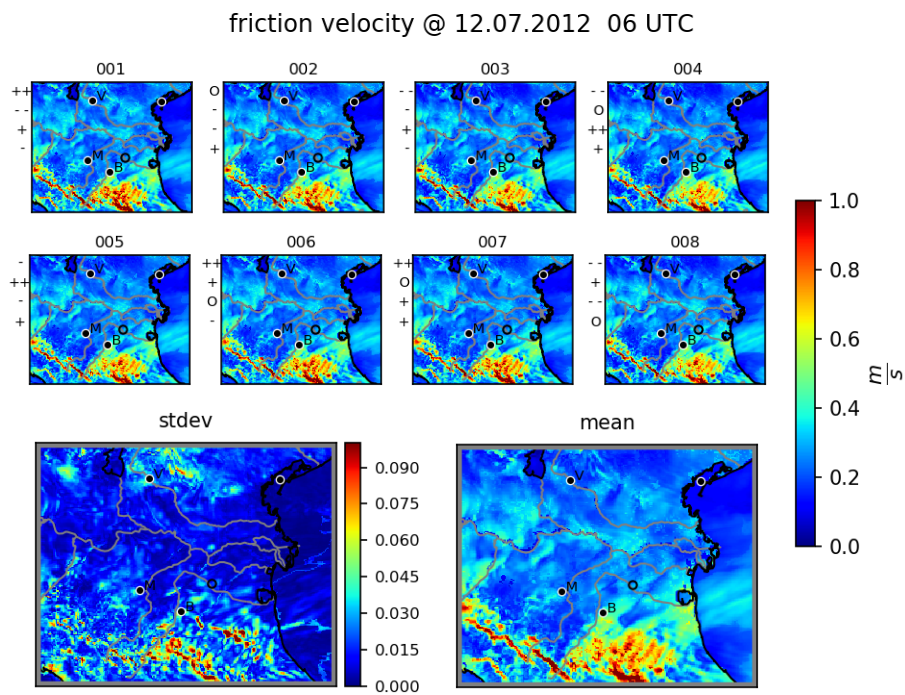 friction velocity @ 12.07.2012 06 UTC
001 002 003 004
++ O - - - -
- - - - O
+ - + ++
- + - +
V V V V
M M M M
B B B B
005 006 007 008
- ++ ++ - -
++ + O +
- O + - -
+ - + O
V V V V
M M M M
B B B B
1.0
0.8
0.6
0.4
0.2
0.0
m
s
stdev
V
M
B
0.090
0.075
0.060
0.045
0.030
0.015
0.000
mean
V
M
B